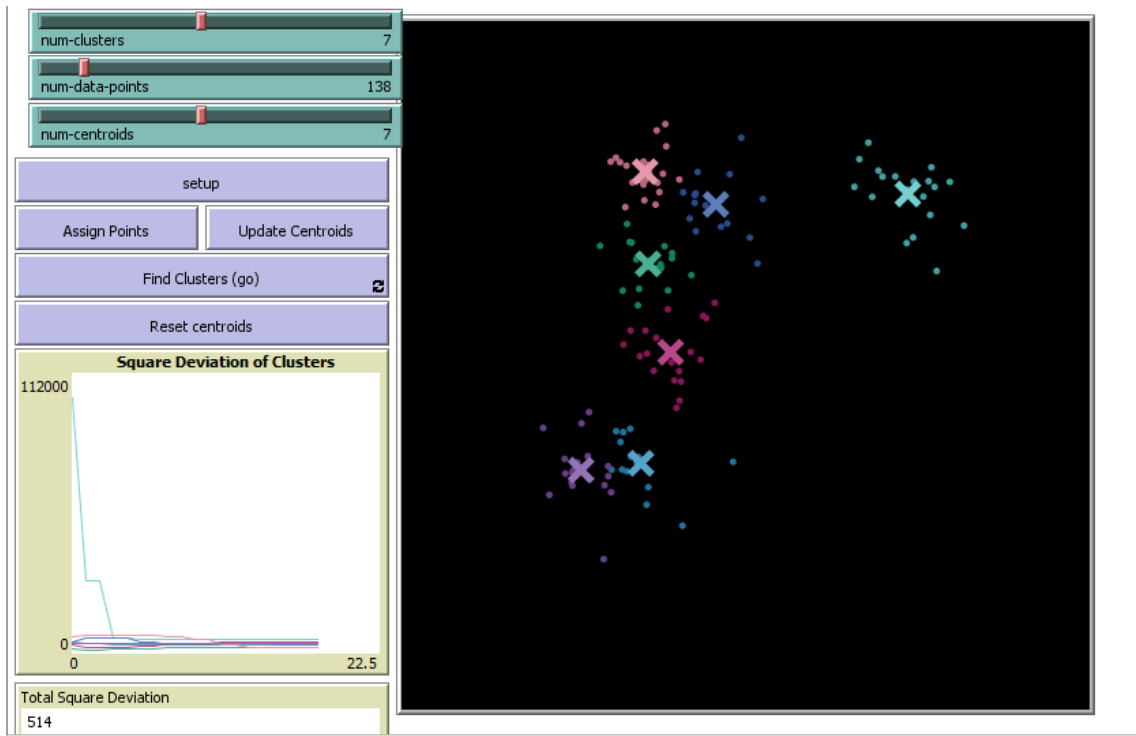 num-clusters 7
num-data-points 138
num-centroids 7
setup
Assign Points Update Centroids
Find Clusters (go)
Reset centroids
Square Deviation of Clusters
112000
0
0 22.5
Total Square Deviation
514